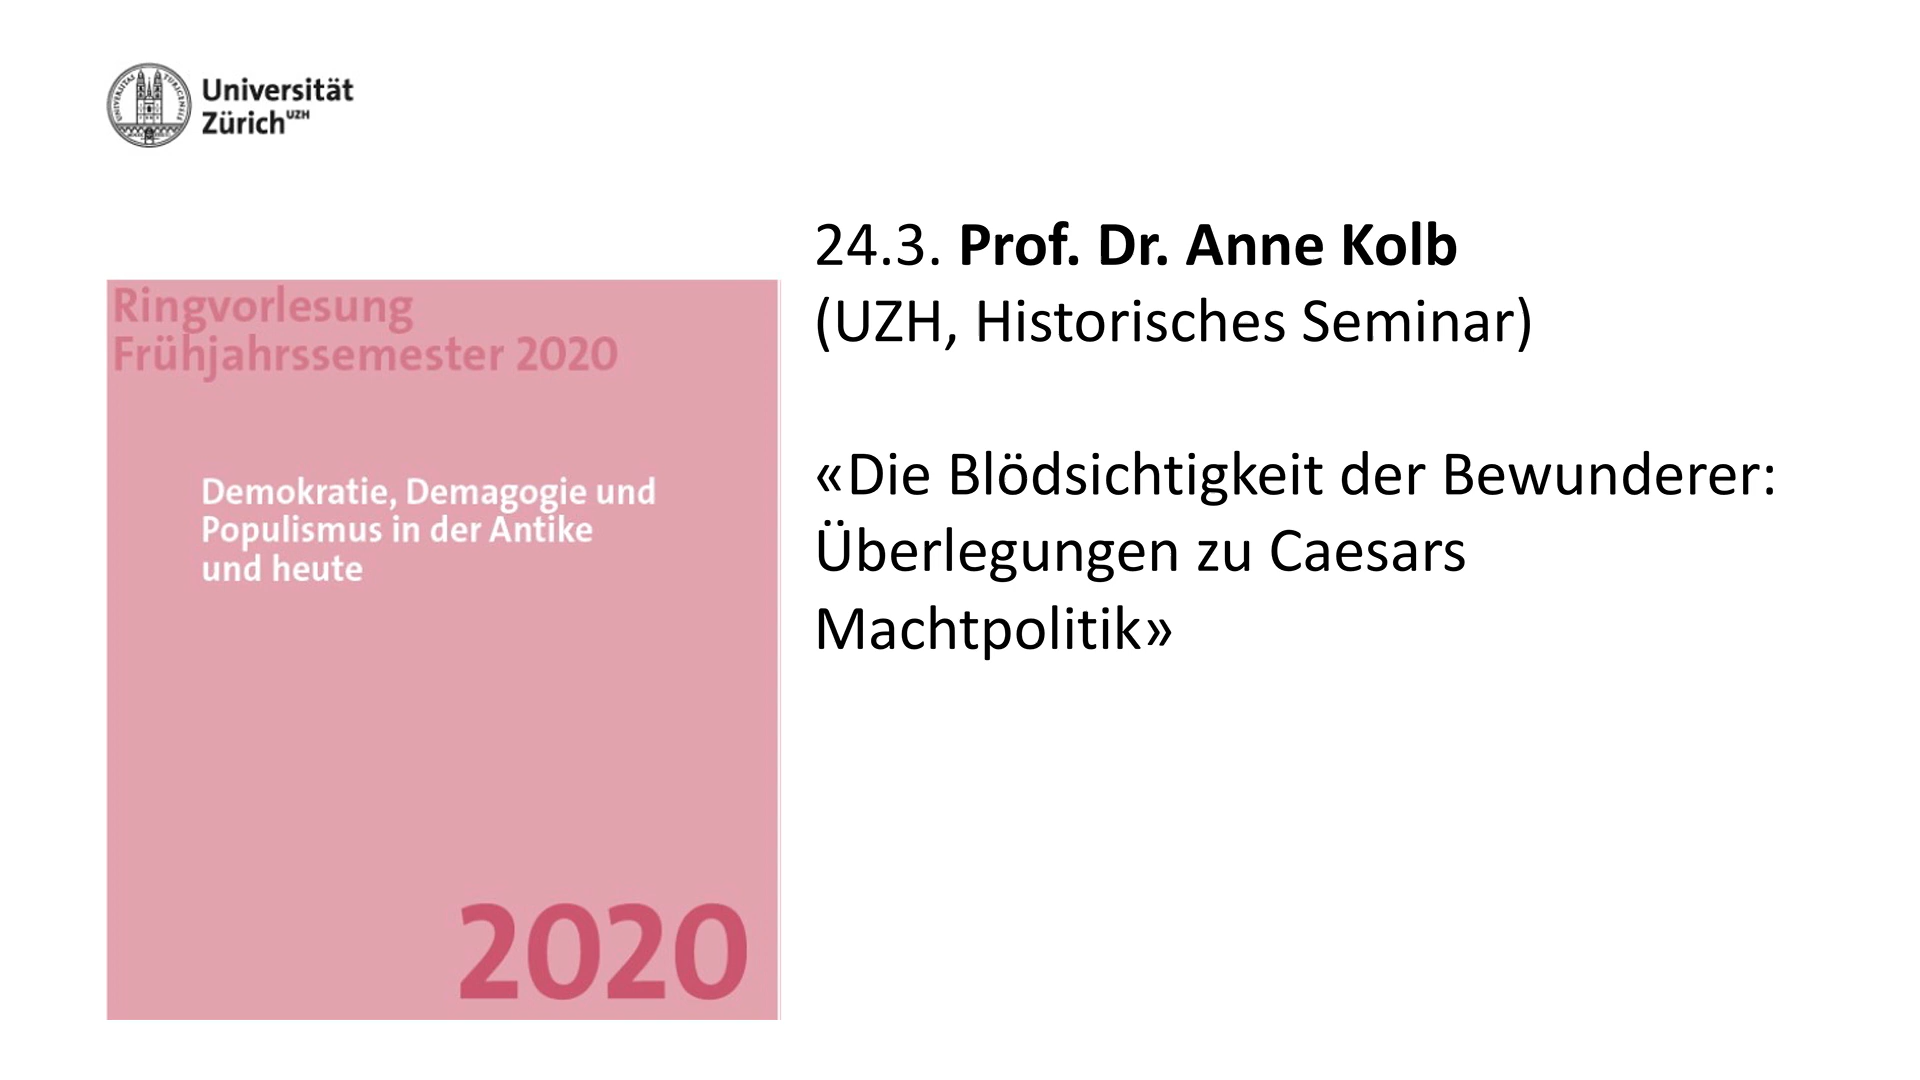 Universität
Zürich UZH
24.3. Prof. Dr. Anne Kolb
(UZH, Historisches Seminar)
«Die Blödsichtigkeit der Bewunderer:
Überlegungen zu Caesars
Machtpolitik»
Ringvorlesung
Frühjahrssemester 2020
Demokratie, Demagogie und
Populismus in der Antike
und heute
2020